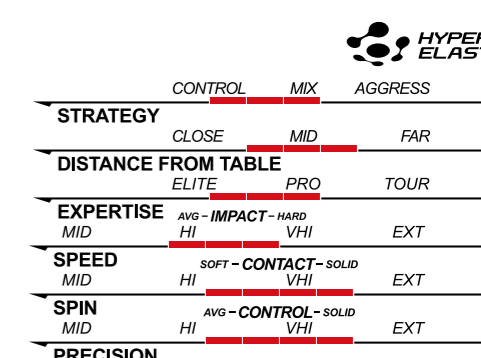 HYPER
ELAST
CONTROL MIX AGGRESS
STRATEGY
CLOSE MID FAR
DISTANCE FROM TABLE
ELITE PRO TOUR
EXPERTISE AVG – IMPACT – HARD
MID HI VHI EXT
SPEED SOFT – CONTACT – SOLID
MID HI VHI EXT
SPIN AVG – CONTROL – SOLID
MID HI VHI EXT
PRECISION